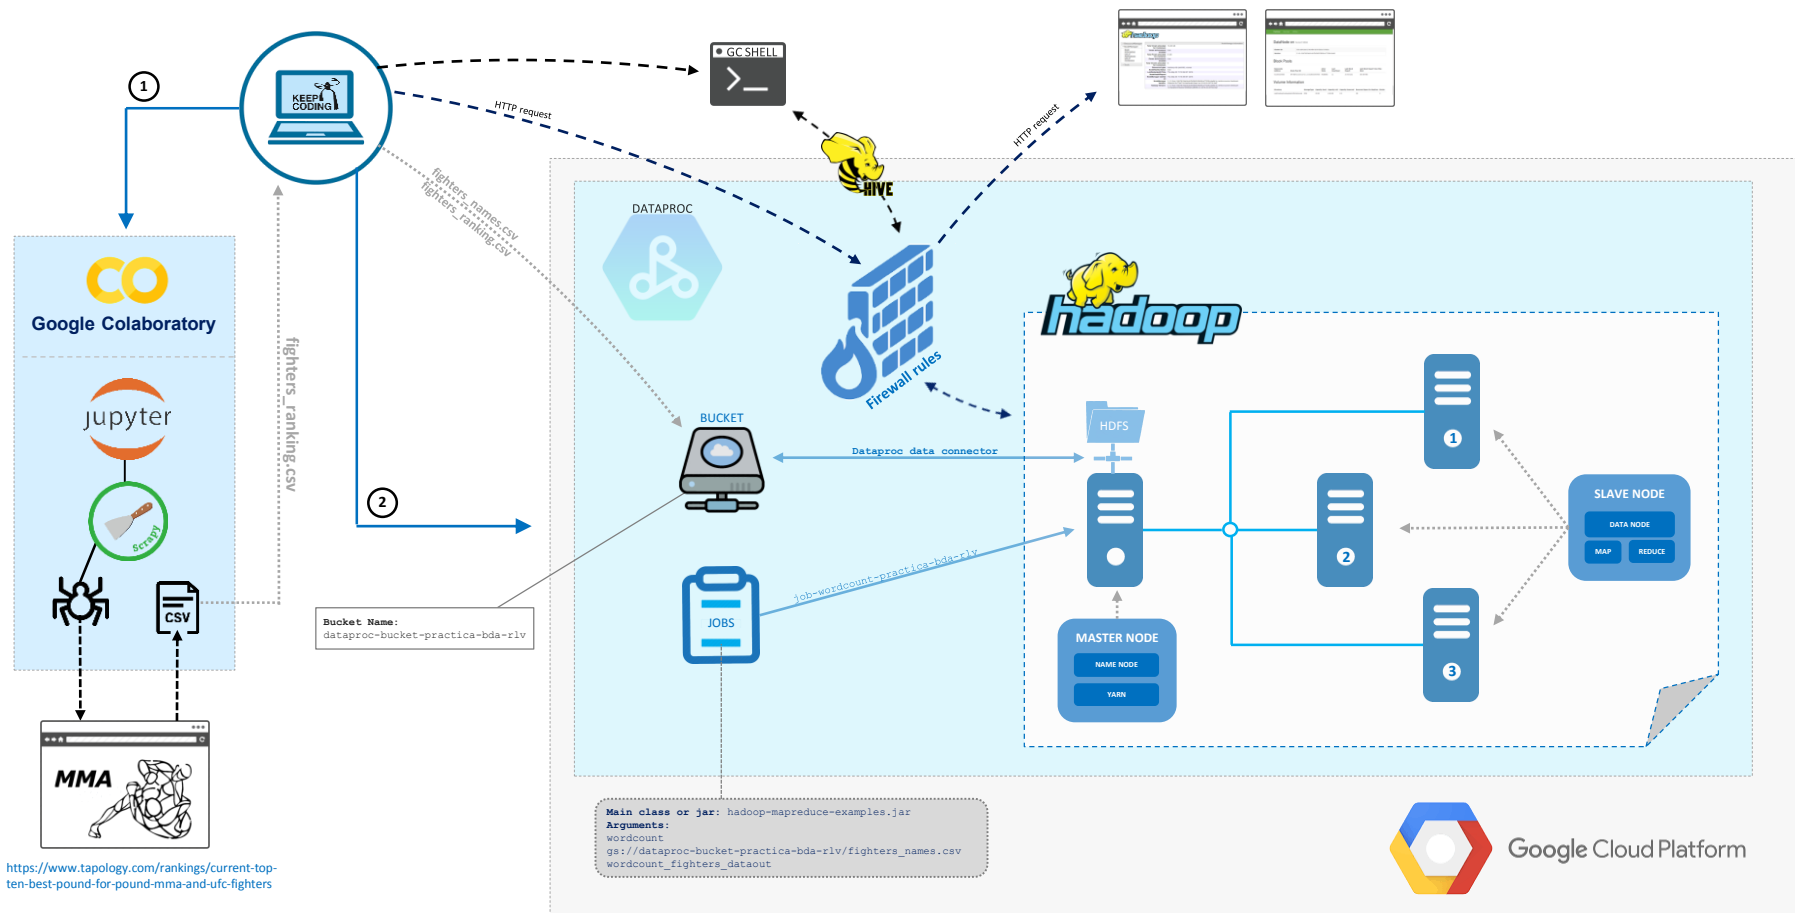 1
KEEP
CODING
GC SHELL
HTTP request
HTTP request
hadoop
HIVE
fighters_names.csv
fighters_ranking.csv
DATAPROC
Google Colaboratory
jupyter
Scrapy
CSV
fighters_ranking.csv
2
MMA
https://www.tapology.com/rankings/current-top-
ten-best-pound-for-pound-mma-and-ufc-fighters
Firewall rules
hadoop
BUCKET
Dataproc data connector
HDFS
Bucket Name:
dataproc-bucket-practica-bda-rlv
JOBS
job-wordcount-practica-bda-rlv
MASTER NODE
NAME NODE
YARN
1
2
3
SLAVE NODE
DATA NODE
MAP
REDUCE
Main class or jar: hadoop-mapreduce-examples.jar
Arguments:
wordcount
gs://dataproc-bucket-practica-bda-rlv/fighters_names.csv
wordcount_fighters_dataout
Google Cloud Platform